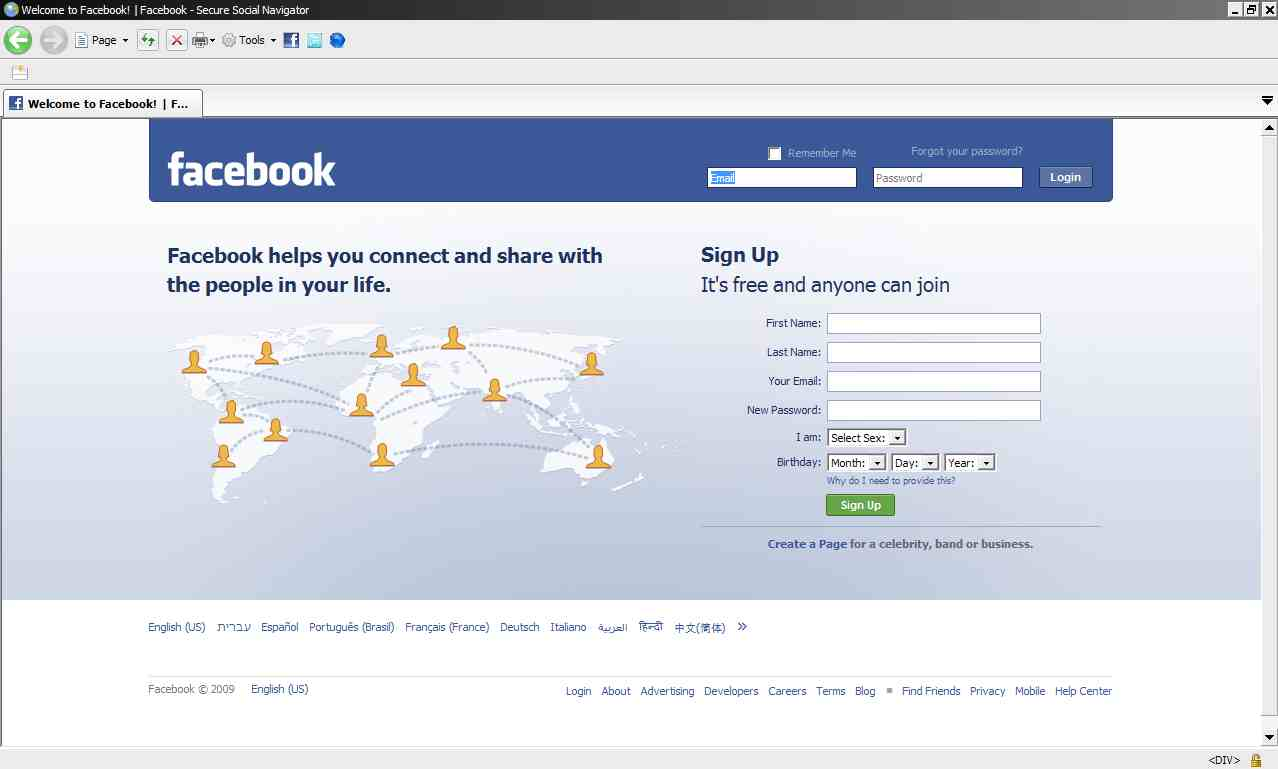 Welcome to Facebook! | Facebook - Secure Social Navigator
Page Tools
Welcome to Facebook! | F...
facebook
Remember Me Forgot your password?
Email Password Login
Facebook helps you connect and share with
the people in your life.
Sign Up
It's free and anyone can join
First Name:
Last Name:
Your Email:
New Password:
I am: Select Sex:
Birthday: Month: Day: Year:
Why do I need to provide this?
Sign Up
Create a Page for a celebrity, band or business.
English (US) עברית Español Português (Brasil) Français (France) Deutsch Italiano العربية हिन्दी 中文(简体) »
Facebook © 2009 English (US) Login About Advertising Developers Careers Terms Blog ■ Find Friends Privacy Mobile Help Center
<DIV>